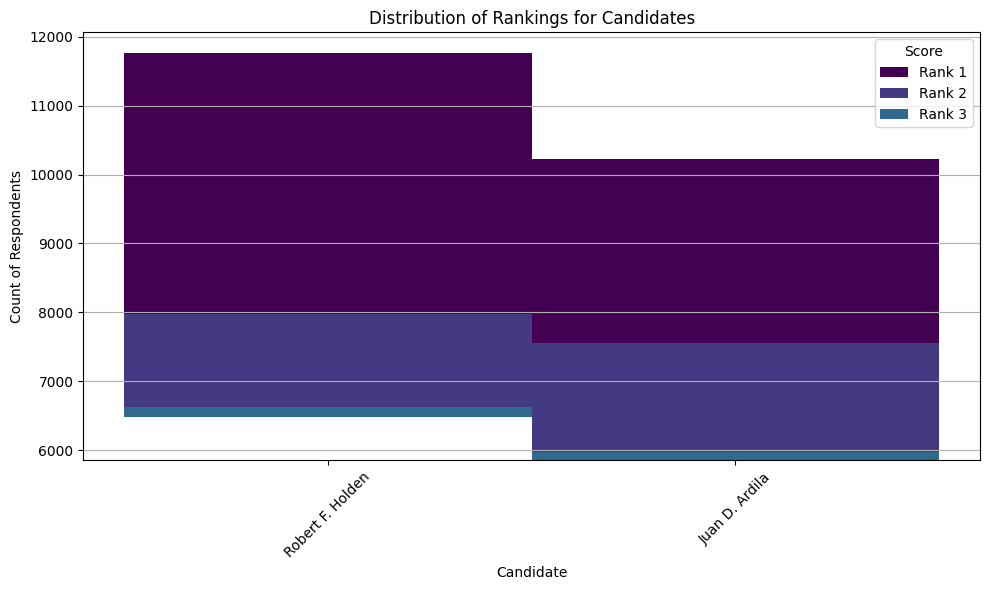 Distribution of Rankings for Candidates
Score
Rank 1
Rank 2
Rank 3
Count of Respondents
12000
11000
10000
9000
8000
7000
6000
Robert F. Holden
Juan D. Ardila
Candidate